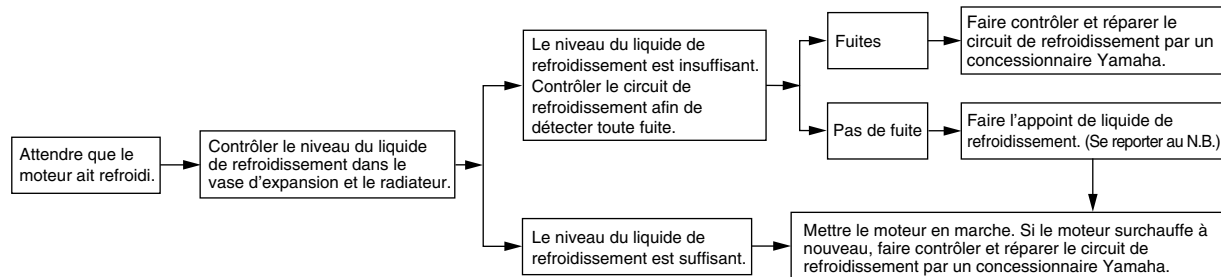 Attendre que le
moteur ait refroidi.
Contrôler le niveau du liquide
de refroidissement dans le
vase d’expansion et le radiateur.
Le niveau du liquide de
refroidissement est insuffisant.
Contrôler le circuit de
refroidissement afin de
détecter toute fuite.
Fuites
Faire contrôler et réparer le
circuit de refroidissement par un
concessionnaire Yamaha.
Pas de fuite
Faire l’appoint de liquide de
refroidissement. (Se reporter au N.B.)
Le niveau du liquide de
refroidissement est suffisant.
Mettre le moteur en marche. Si le moteur surchauffe à
nouveau, faire contrôler et réparer le circuit de
refroidissement par un concessionnaire Yamaha.